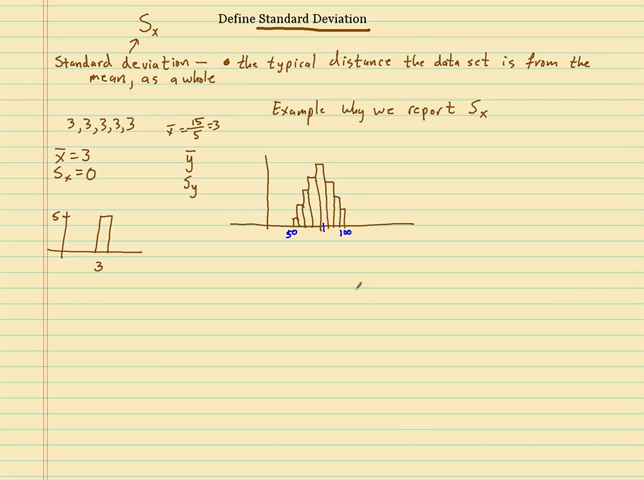 Define Standard Deviation
Sx
Standard deviation — • the typical distance the data set is from the
mean, as a whole
Example why we report Sx
3,3,3,3,3
x̄ = 15/5 = 3
x̄ = 3
Sx = 0
ȳ
Sy
5
3
50
100